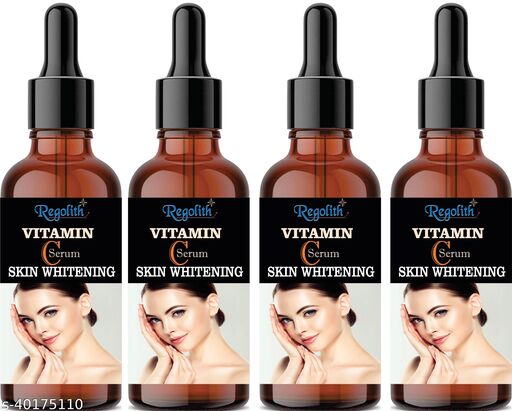 Regolith
VITAMIN
C Serum
SKIN WHITENING
Regolith
VITAMIN
C Serum
SKIN WHITENING
Regolith
VITAMIN
C Serum
SKIN WHITENING
Regolith
VITAMIN
C Serum
SKIN WHITENING
s-40175110